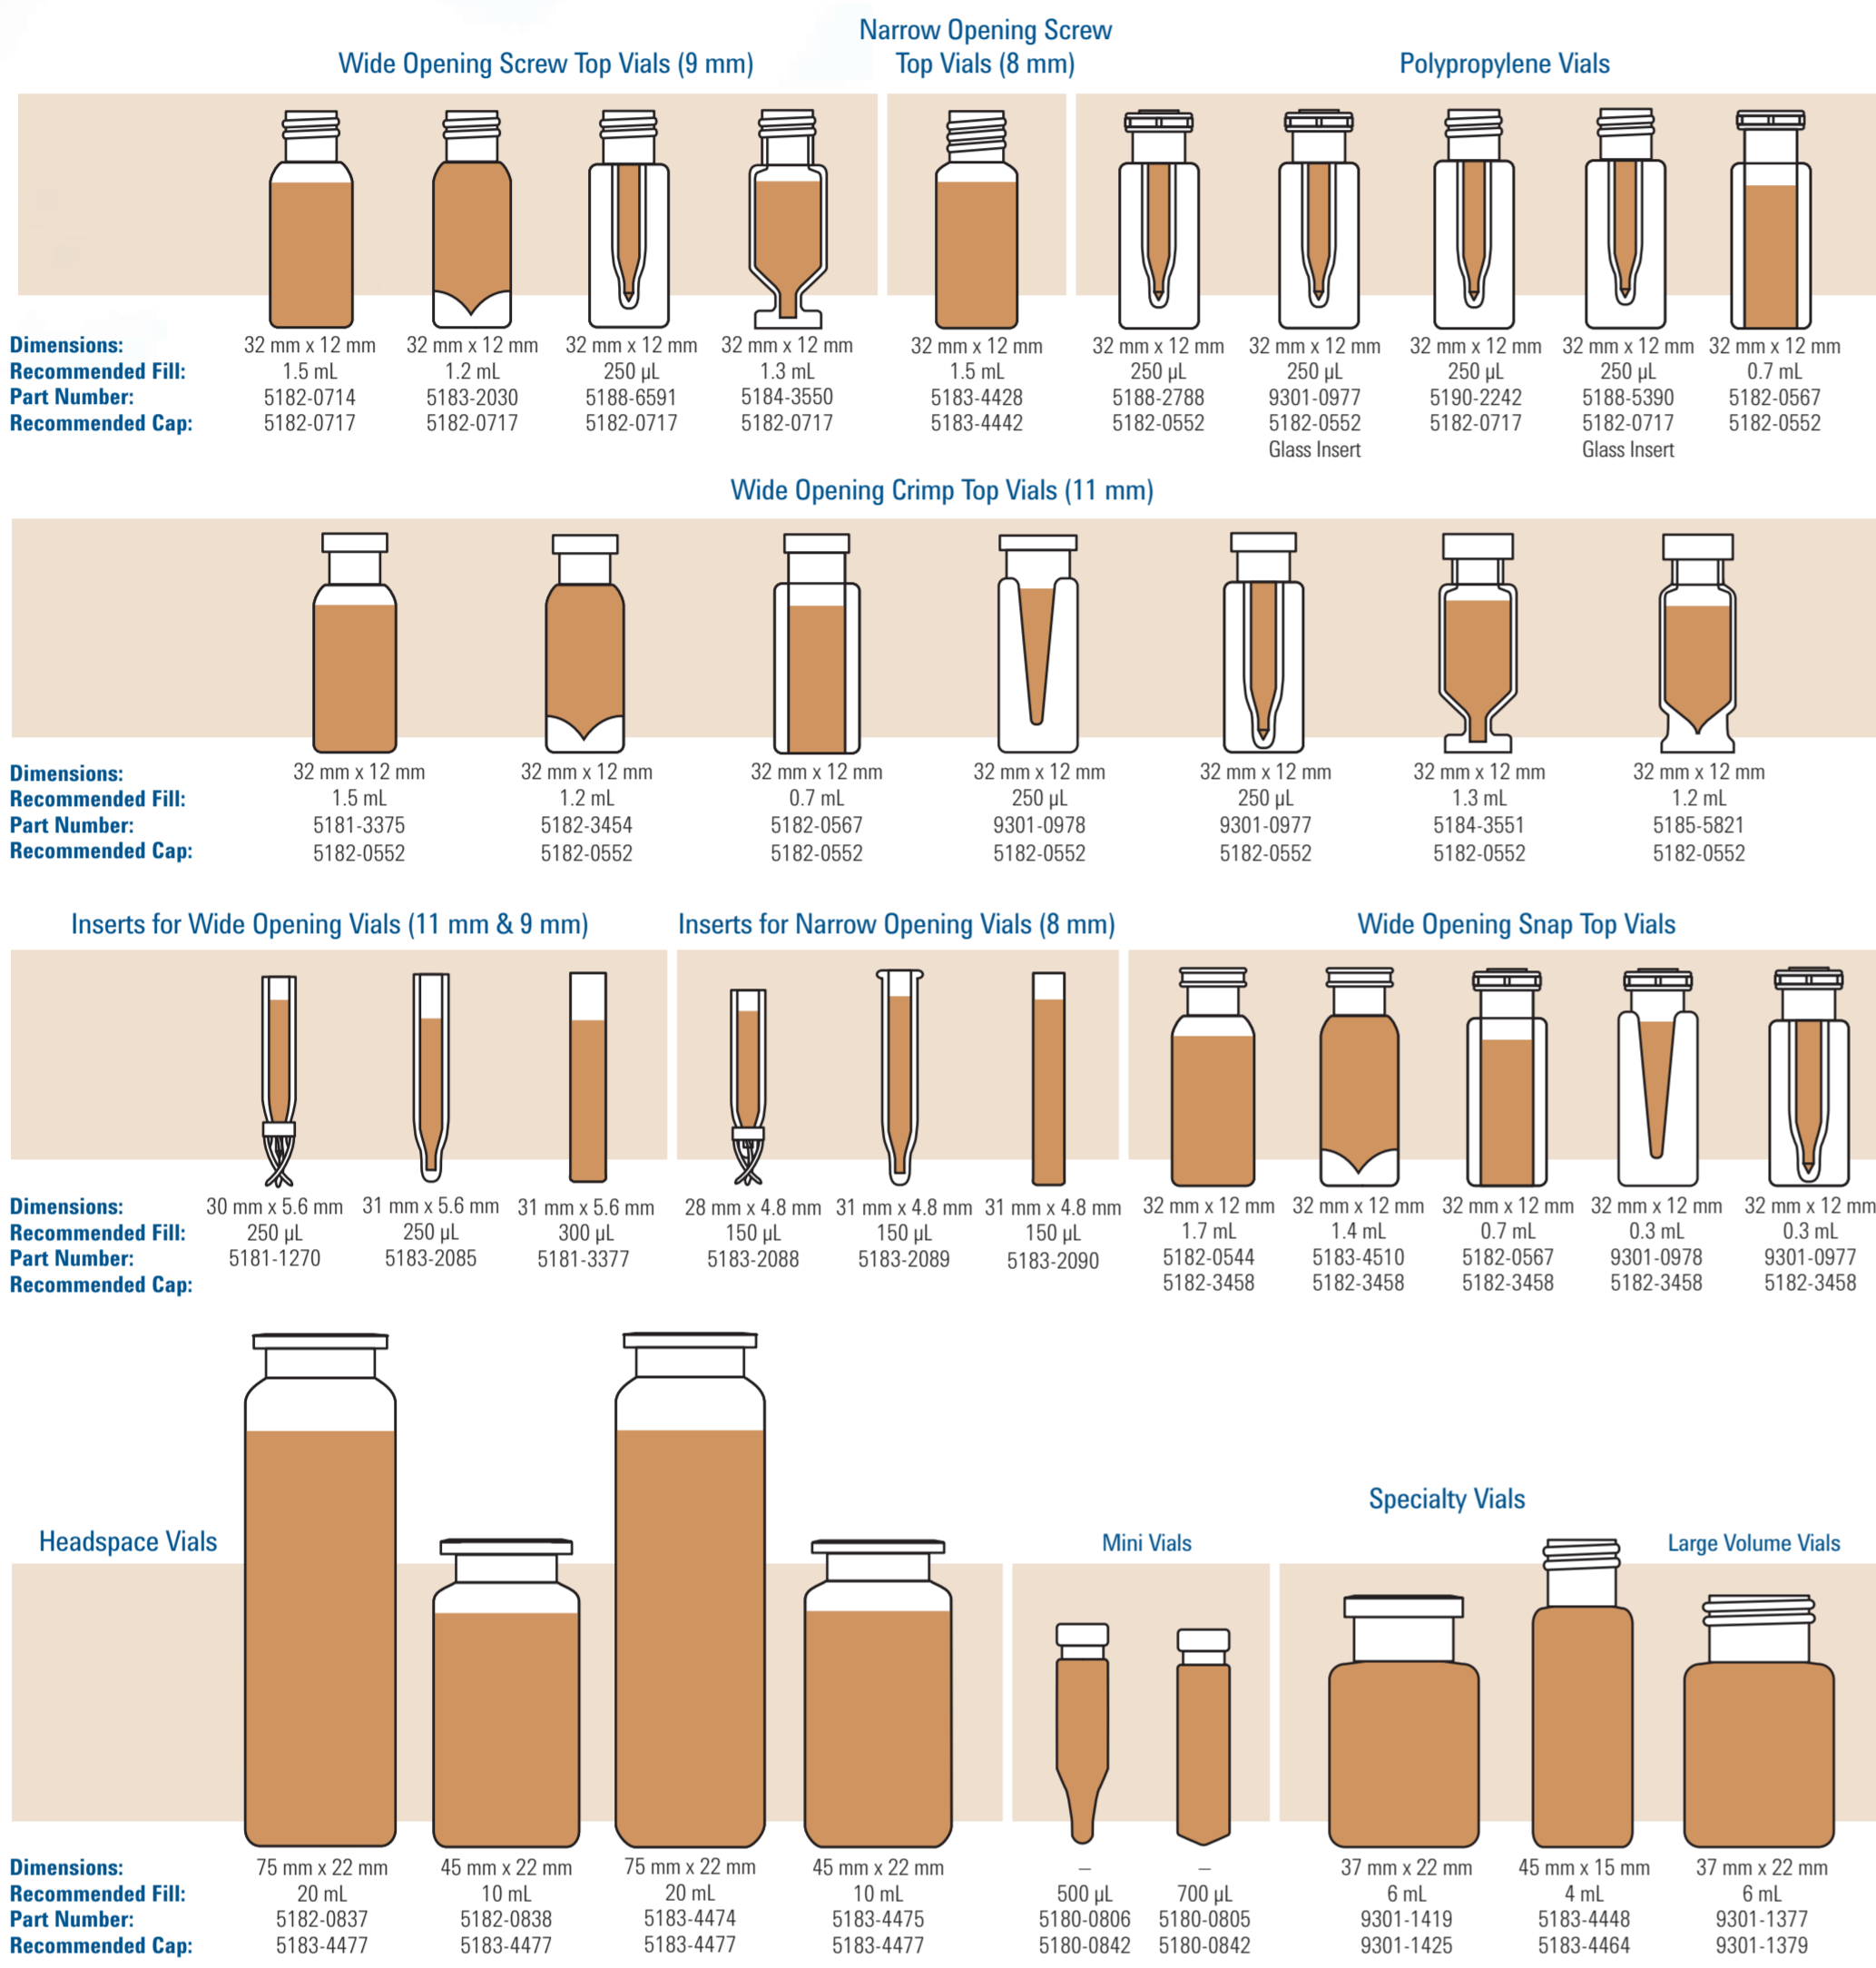 Wide Opening Screw Top Vials (9 mm)
Narrow Opening Screw
Top Vials (8 mm)
Polypropylene Vials
Dimensions: 32 mm x 12 mm 32 mm x 12 mm 32 mm x 12 mm 32 mm x 12 mm 32 mm x 12 mm 32 mm x 12 mm 32 mm x 12 mm 32 mm x 12 mm 32 mm x 12 mm 32 mm x 12 mm
Recommended Fill: 1.5 mL 1.2 mL 250 µL 1.3 mL 1.5 mL 250 µL 250 µL 250 µL 250 µL 0.7 mL
Part Number: 5182-0714 5183-2030 5188-6591 5184-3550 5183-4428 5188-2788 9301-0977 5190-2242 5188-5390 5182-0567
Recommended Cap: 5182-0717 5182-0717 5182-0717 5182-0717 5183-4442 5182-0552 5182-0552 5182-0717 5182-0717 5182-0552
Glass Insert Glass Insert
Wide Opening Crimp Top Vials (11 mm)
Dimensions: 32 mm x 12 mm 32 mm x 12 mm 32 mm x 12 mm 32 mm x 12 mm 32 mm x 12 mm 32 mm x 12 mm 32 mm x 12 mm
Recommended Fill: 1.5 mL 1.2 mL 0.7 mL 250 µL 250 µL 1.3 mL 1.2 mL
Part Number: 5181-3375 5182-3454 5182-0567 9301-0978 9301-0977 5184-3551 5185-5821
Recommended Cap: 5182-0552 5182-0552 5182-0552 5182-0552 5182-0552 5182-0552 5182-0552
Inserts for Wide Opening Vials (11 mm & 9 mm)
Inserts for Narrow Opening Vials (8 mm)
Wide Opening Snap Top Vials
Dimensions: 30 mm x 5.6 mm 31 mm x 5.6 mm 31 mm x 5.6 mm 28 mm x 4.8 mm 31 mm x 4.8 mm 31 mm x 4.8 mm 32 mm x 12 mm 32 mm x 12 mm 32 mm x 12 mm 32 mm x 12 mm 32 mm x 12 mm
Recommended Fill: 250 µL 250 µL 300 µL 150 µL 150 µL 150 µL 1.7 mL 1.4 mL 0.7 mL 0.3 mL 0.3 mL
Part Number: 5181-1270 5183-2085 5181-3377 5183-2088 5183-2089 5183-2090 5182-0544 5183-4510 5182-0567 9301-0978 9301-0977
Recommended Cap: 5182-3458 5182-3458 5182-3458 5182-3458 5182-3458
Headspace Vials
Specialty Vials
Mini Vials
Large Volume Vials
Dimensions: 75 mm x 22 mm 45 mm x 22 mm 75 mm x 22 mm 45 mm x 22 mm – – 37 mm x 22 mm 45 mm x 15 mm 37 mm x 22 mm
Recommended Fill: 20 mL 10 mL 20 mL 10 mL 500 µL 700 µL 6 mL 4 mL 6 mL
Part Number: 5182-0837 5182-0838 5183-4474 5183-4475 5180-0806 5180-0805 9301-1419 5183-4448 9301-1377
Recommended Cap: 5183-4477 5183-4477 5183-4477 5183-4477 5180-0842 5180-0842 9301-1425 5183-4464 9301-1379